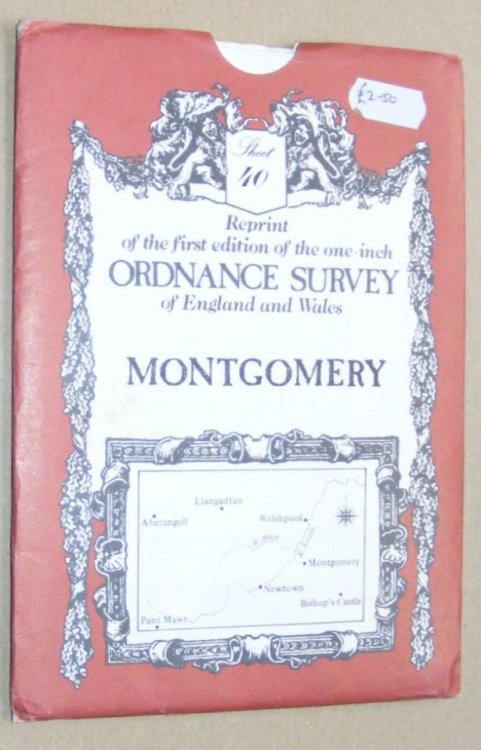 £2-50
Sheet
40
Reprint
of the first edition of the one-inch
ORDNANCE SURVEY
of England and Wales
MONTGOMERY
Llangadfan
Aberangell
Welshpool
R. Severn
Montgomery
Newtown
Bishop's Castle
Pant Mawr